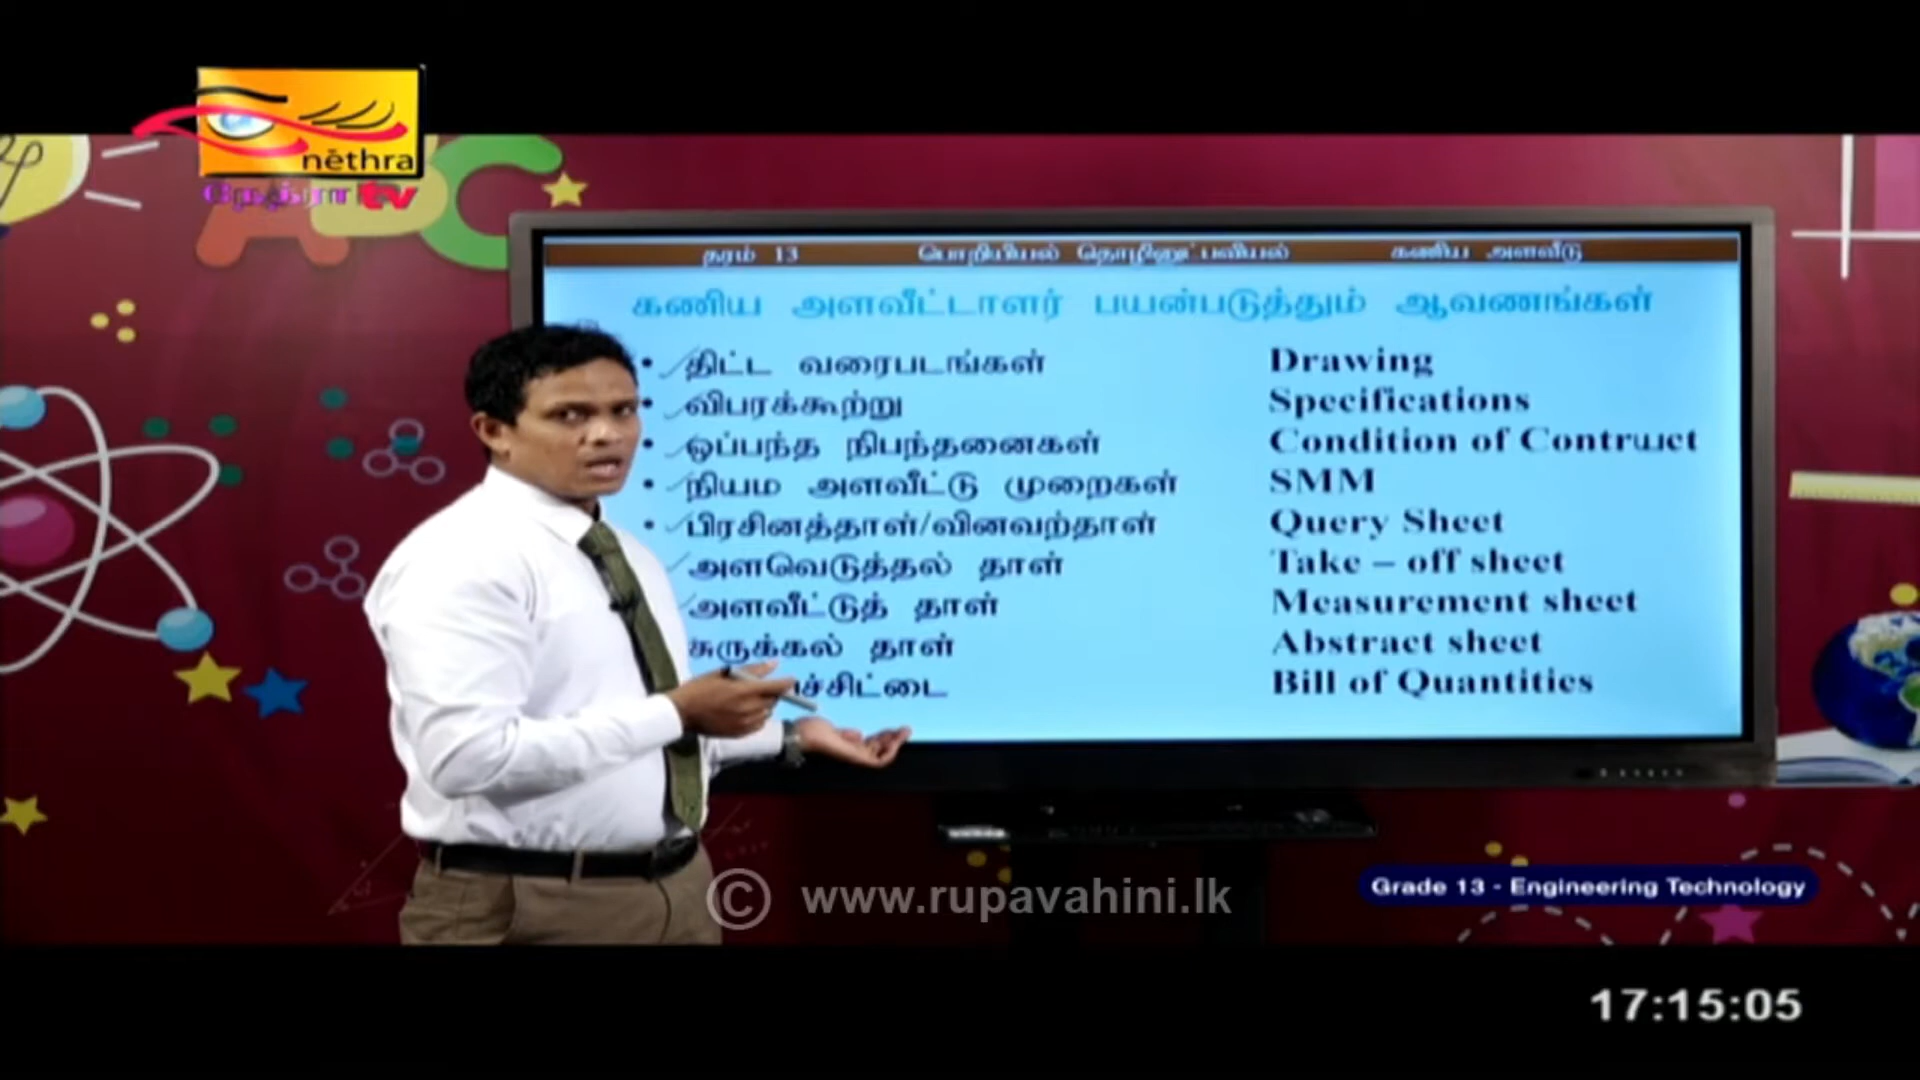 nēthra
நேத்ரா tv
தரம் 13 பொறியியல் தொழினுட்பவியல் கணிய அளவீடு
கணிய அளவீட்டாளர் பயன்படுத்தும் ஆவணங்கள்
• திட்ட வரைபடங்கள் Drawing
• விபரக்கூற்று Specifications
• ஒப்பந்த நிபந்தனைகள் Condition of Contruct
• நியம அளவீட்டு முறைகள் SMM
• பிரசினத்தாள்/வினவற்தாள் Query Sheet
அளவெடுத்தல் தாள் Take – off sheet
அளவீட்டுத் தாள் Measurement sheet
சுருக்கல் தாள் Abstract sheet
Bill of Quantities
Grade 13 - Engineering Technology
© www.rupavahini.lk
17:15:05